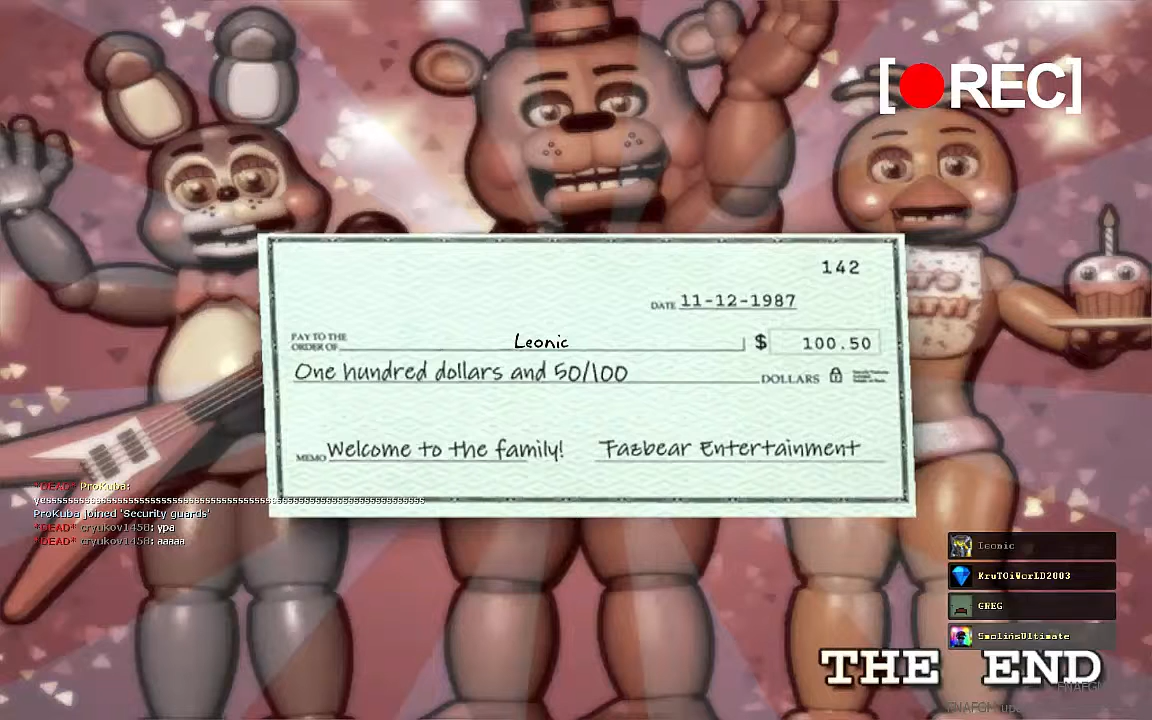 [REC]
142
DATE 11-12-1987
PAY TO THE ORDER OF Leonic $ 100.50
One hundred dollars and 50/100 DOLLARS
MEMO Welcome to the family! Fazbear Entertainment
*DEAD* ProKuba:
ProKuba joined 'Security guards'
*DEAD* cryukov1458: ура
*DEAD* cryukov1458: ааааа
Leonic
KruTOiWorLD2003
GREG
SmolinsUltimate
THE END